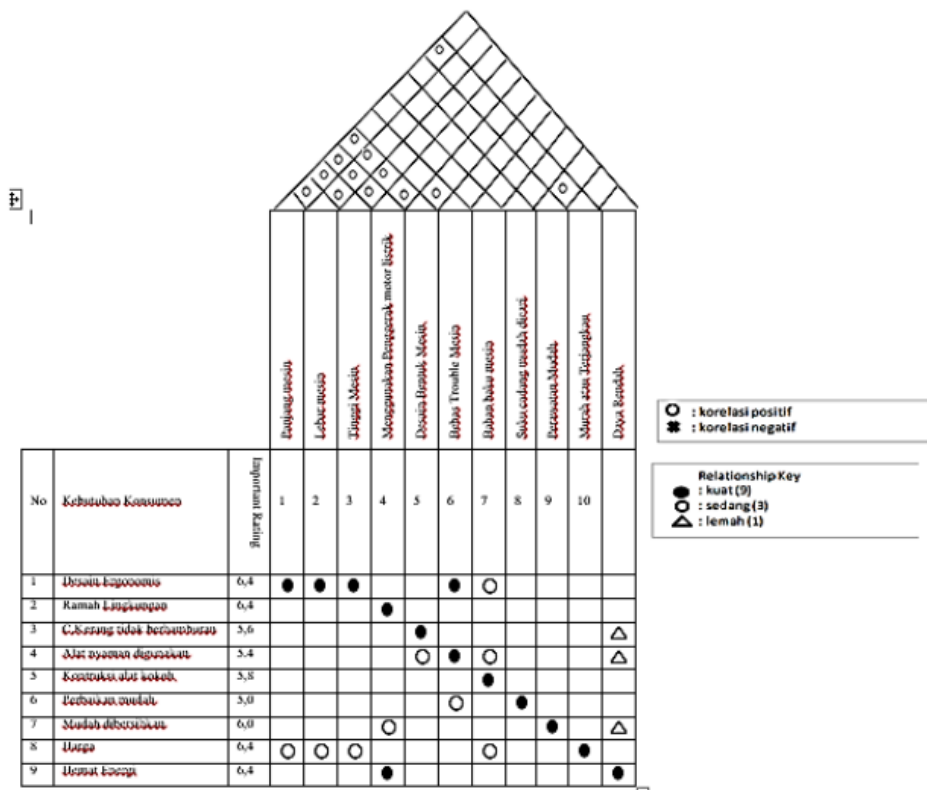 Panjang mesin
Lebar mesin
Tinggi Mesin
Menggunakan Penggerak motor listrik
Desain Bentuk Mesin
Bebas Trouble Mesin
Bahan baku mesin
Suku cadang mudah dicari
Perawatan Mudah
Murah atau Terjangkau
Daya Rendah
O : korelasi positif
✖ : korelasi negatif
Relationship Key
● : kuat (9)
O : sedang (3)
△ : lemah (1)
No Kebutuhan Konsumen Important Rating 1 2 3 4 5 6 7 8 9 10
1 Desain Ergonomis 6,4
2 Ramah Lingkungan 6,4
3 C.Kerang tidak berhamburan 5,6
4 Alat nyaman digunakan 5.4
5 Kontruksi alat kokoh 5,8
6 Perbaikan mudah 5,0
7 Mudah dibersihkan 6,0
8 Harga 6,4
9 Hemat Energi 6,4